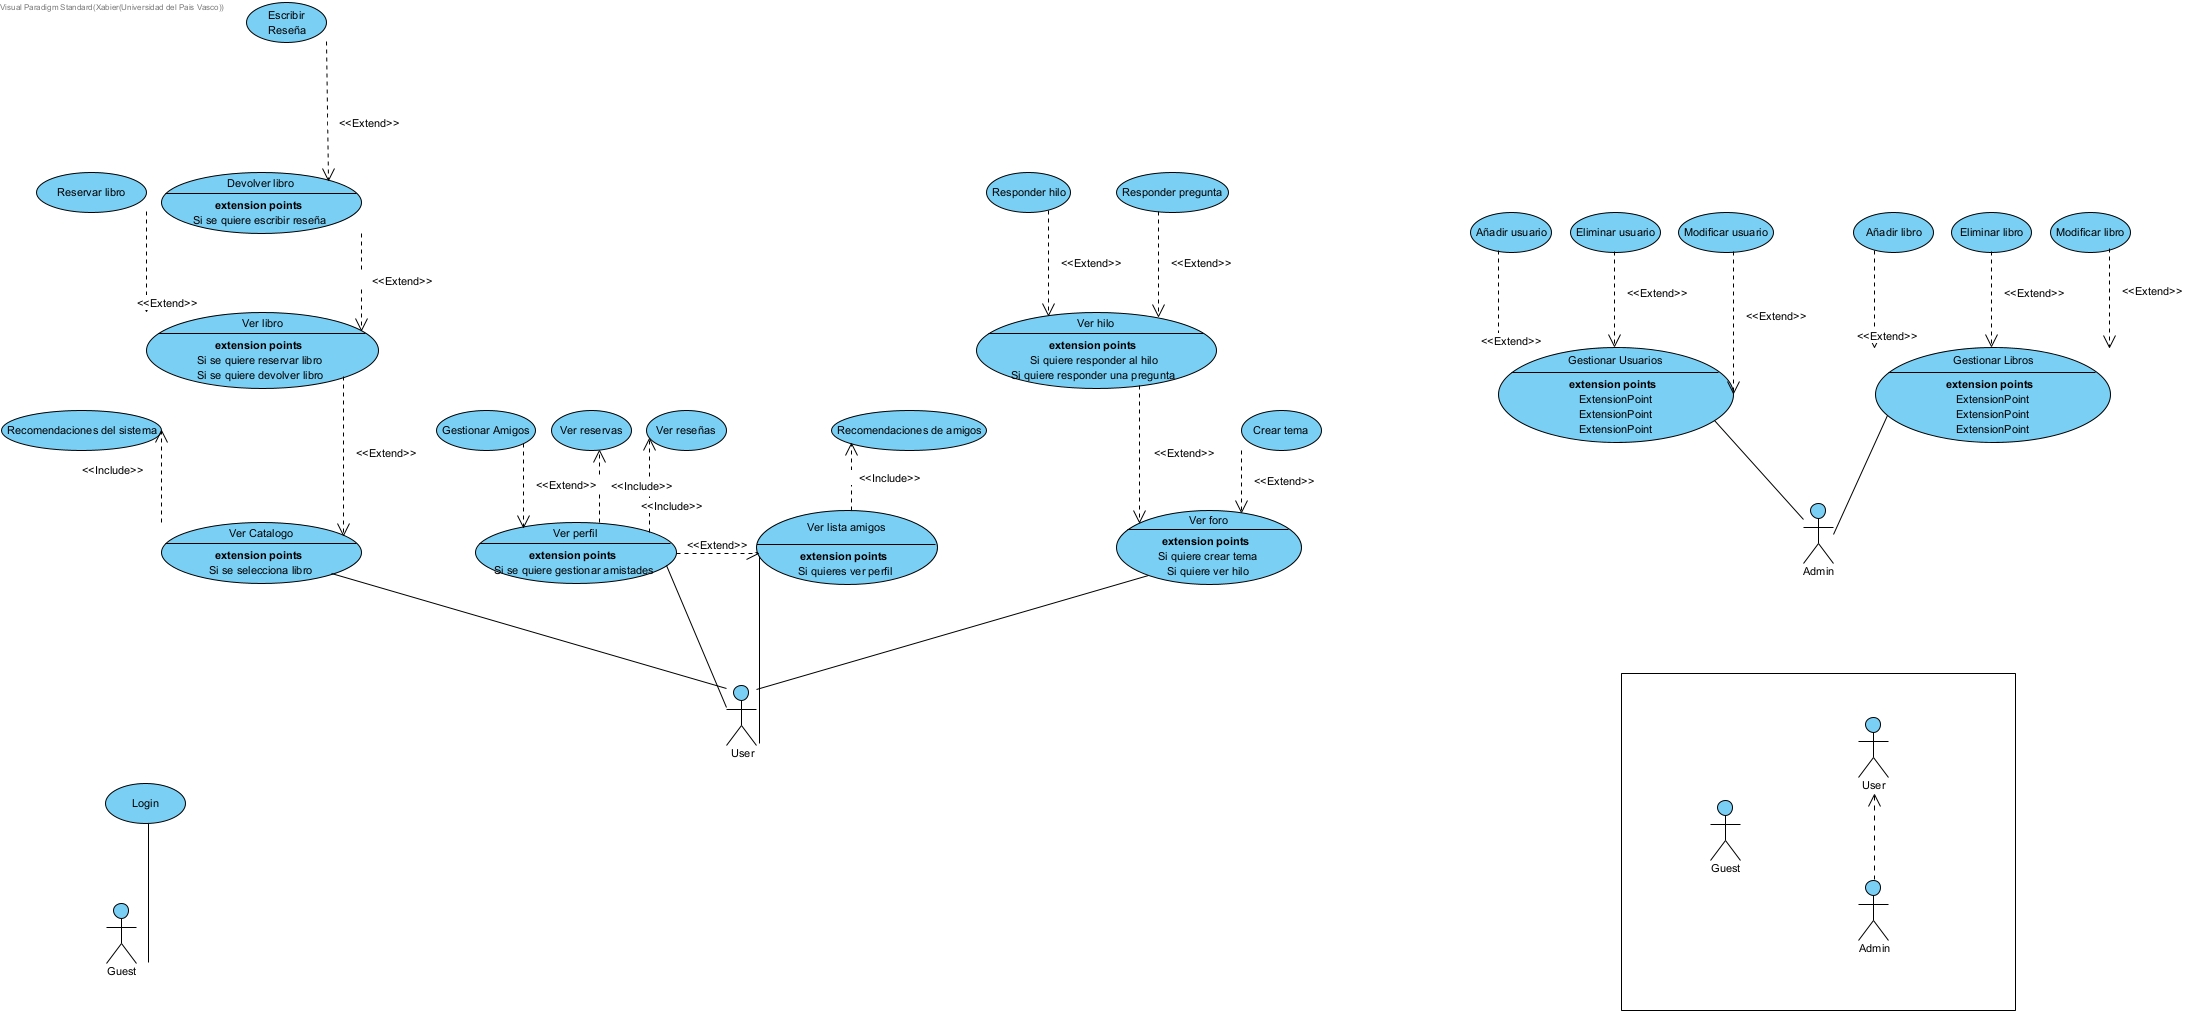 Visual Paradigm Standard(Xabier(Universidad del Pais Vasco))
Escribir
Reseña
<<Extend>>
Reservar libro
Devolver libro
extension points
Si se quiere escribir reseña
<<Extend>>
<<Extend>>
Ver libro
extension points
Si se quiere reservar libro
Si se quiere devolver libro
Recomendaciones del sistema
<<Include>>
<<Extend>>
Ver Catalogo
extension points
Si se selecciona libro
Gestionar Amigos
Ver reservas
Ver reseñas
<<Extend>>
<<Include>>
<<Include>>
Ver perfil
extension points
Si se quiere gestionar amistades
<<Extend>>
Recomendaciones de amigos
<<Include>>
Ver lista amigos
extension points
Si quieres ver perfil
Responder hilo
Responder pregunta
<<Extend>>
<<Extend>>
Ver hilo
extension points
Si quiere responder al hilo
Si quiere responder una pregunta
Crear tema
<<Extend>>
<<Extend>>
Ver foro
extension points
Si quiere crear tema
Si quiere ver hilo
User
Login
Guest
Añadir usuario
Eliminar usuario
Modificar usuario
<<Extend>>
<<Extend>>
<<Extend>>
Gestionar Usuarios
extension points
ExtensionPoint
ExtensionPoint
ExtensionPoint
Añadir libro
Eliminar libro
Modificar libro
<<Extend>>
<<Extend>>
<<Extend>>
Gestionar Libros
extension points
ExtensionPoint
ExtensionPoint
ExtensionPoint
Admin
User
Guest
Admin